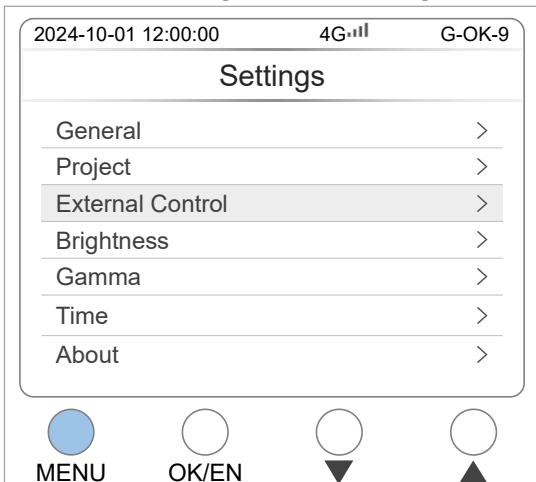 2024-10-01 12:00:00 4G G-OK-9
Settings
General >
Project >
External Control >
Brightness >
Gamma >
Time >
About >
MENU OK/EN ▼ ▲